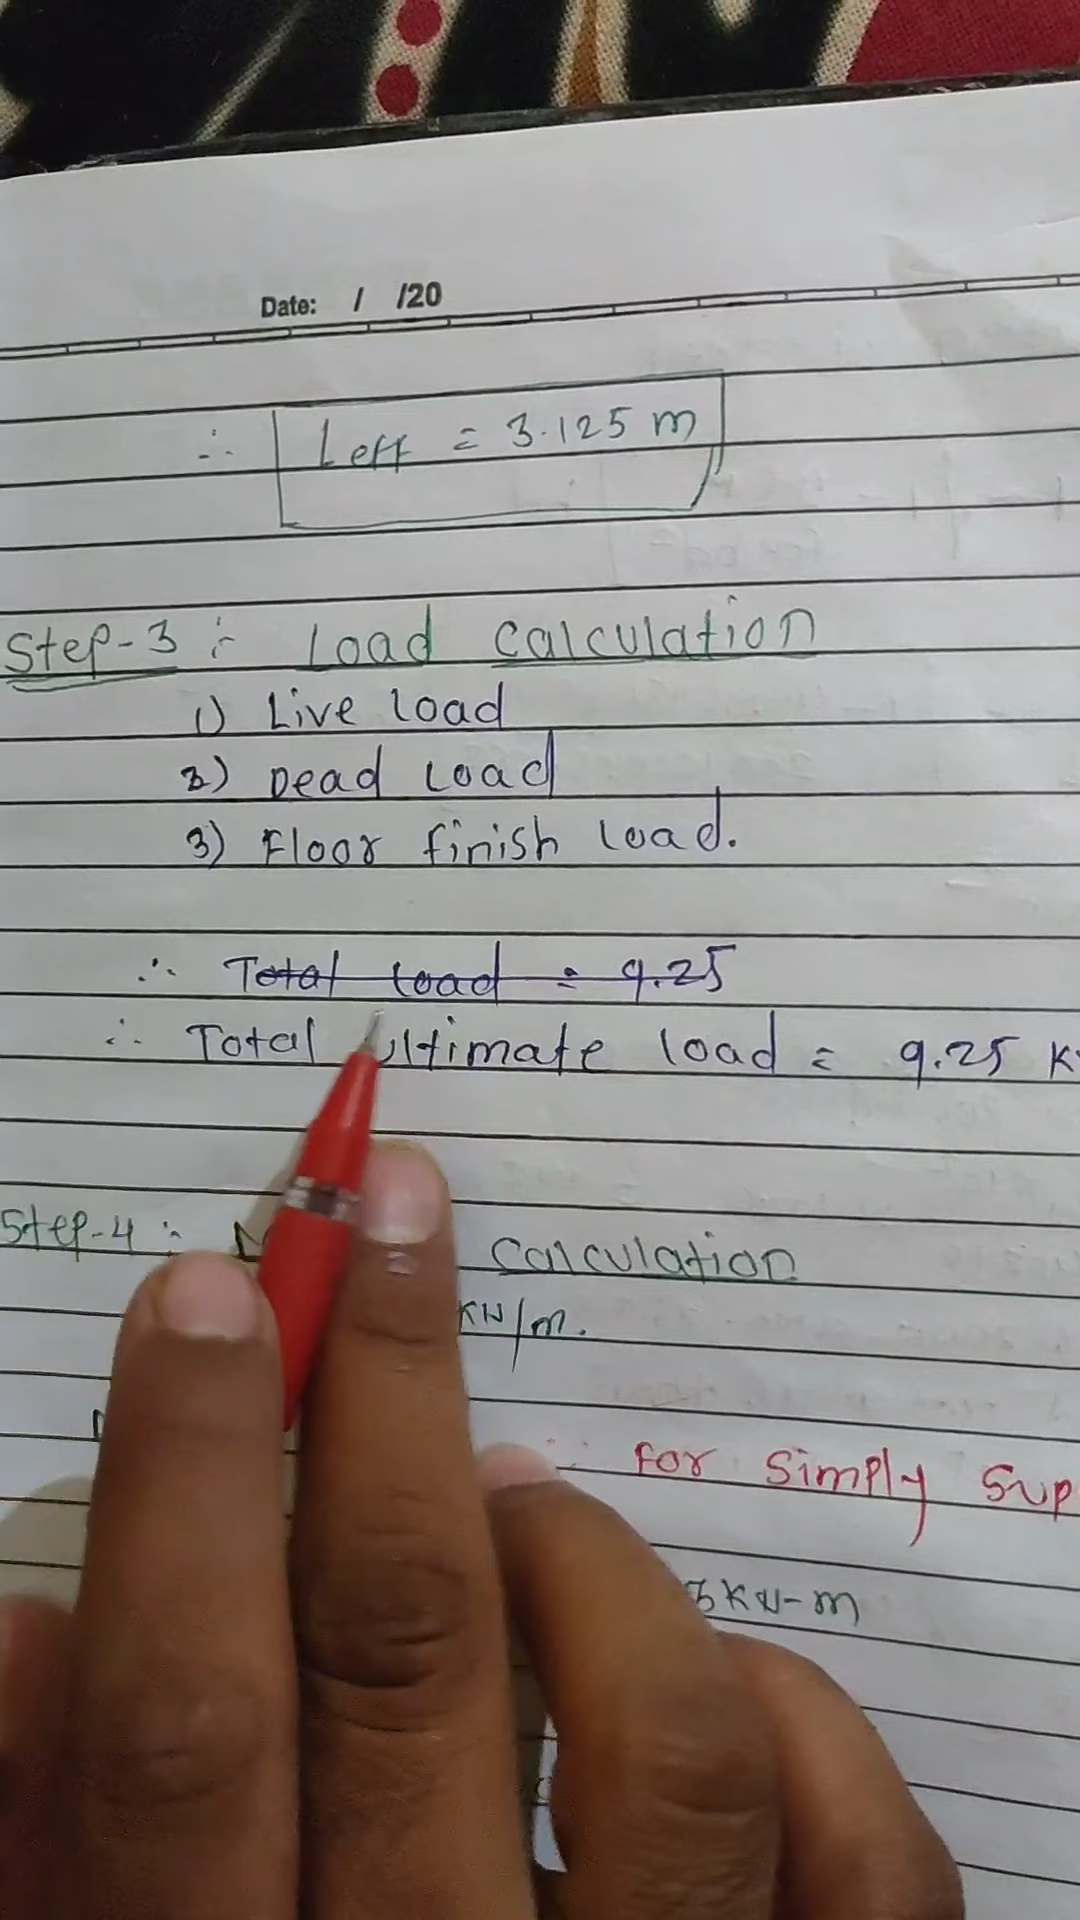 Date: / /20
∴ Leff = 3.125 m
Step-3 :- Load Calculation
1) Live load
2) Dead Load
3) Floor finish load.
∴ Total load = 9.25
∴ Total ultimate load = 9.25
Step-4 :- Calculation
KN/m.
∵ For Simply
KN-m